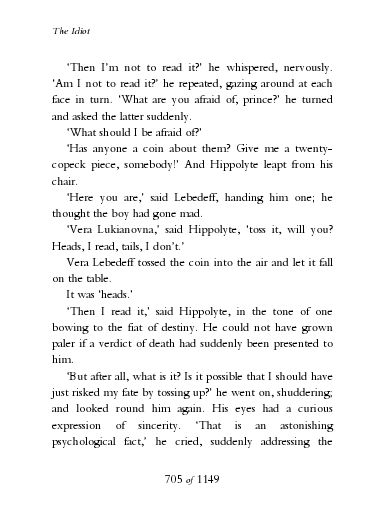 The Idiot
‘Then I’m not to read it?’ he whispered, nervously.
‘Am I not to read it?’ he repeated, gazing around at each
face in turn. ‘What are you afraid of, prince?’ he turned
and asked the latter suddenly.
‘What should I be afraid of?’
‘Has anyone a coin about them? Give me a twenty-
copeck piece, somebody!’ And Hippolyte leapt from his
chair.
‘Here you are,’ said Lebedeff, handing him one; he
thought the boy had gone mad.
‘Vera Lukianovna,’ said Hippolyte, ‘toss it, will you?
Heads, I read, tails, I don’t.’
Vera Lebedeff tossed the coin into the air and let it fall
on the table.
It was ‘heads.’
‘Then I read it,’ said Hippolyte, in the tone of one
bowing to the fiat of destiny. He could not have grown
paler if a verdict of death had suddenly been presented to
him.
‘But after all, what is it? Is it possible that I should have
just risked my fate by tossing up?’ he went on, shuddering;
and looked round him again. His eyes had a curious
expression of sincerity. ‘That is an astonishing
psychological fact,’ he cried, suddenly addressing the
705 of 1149